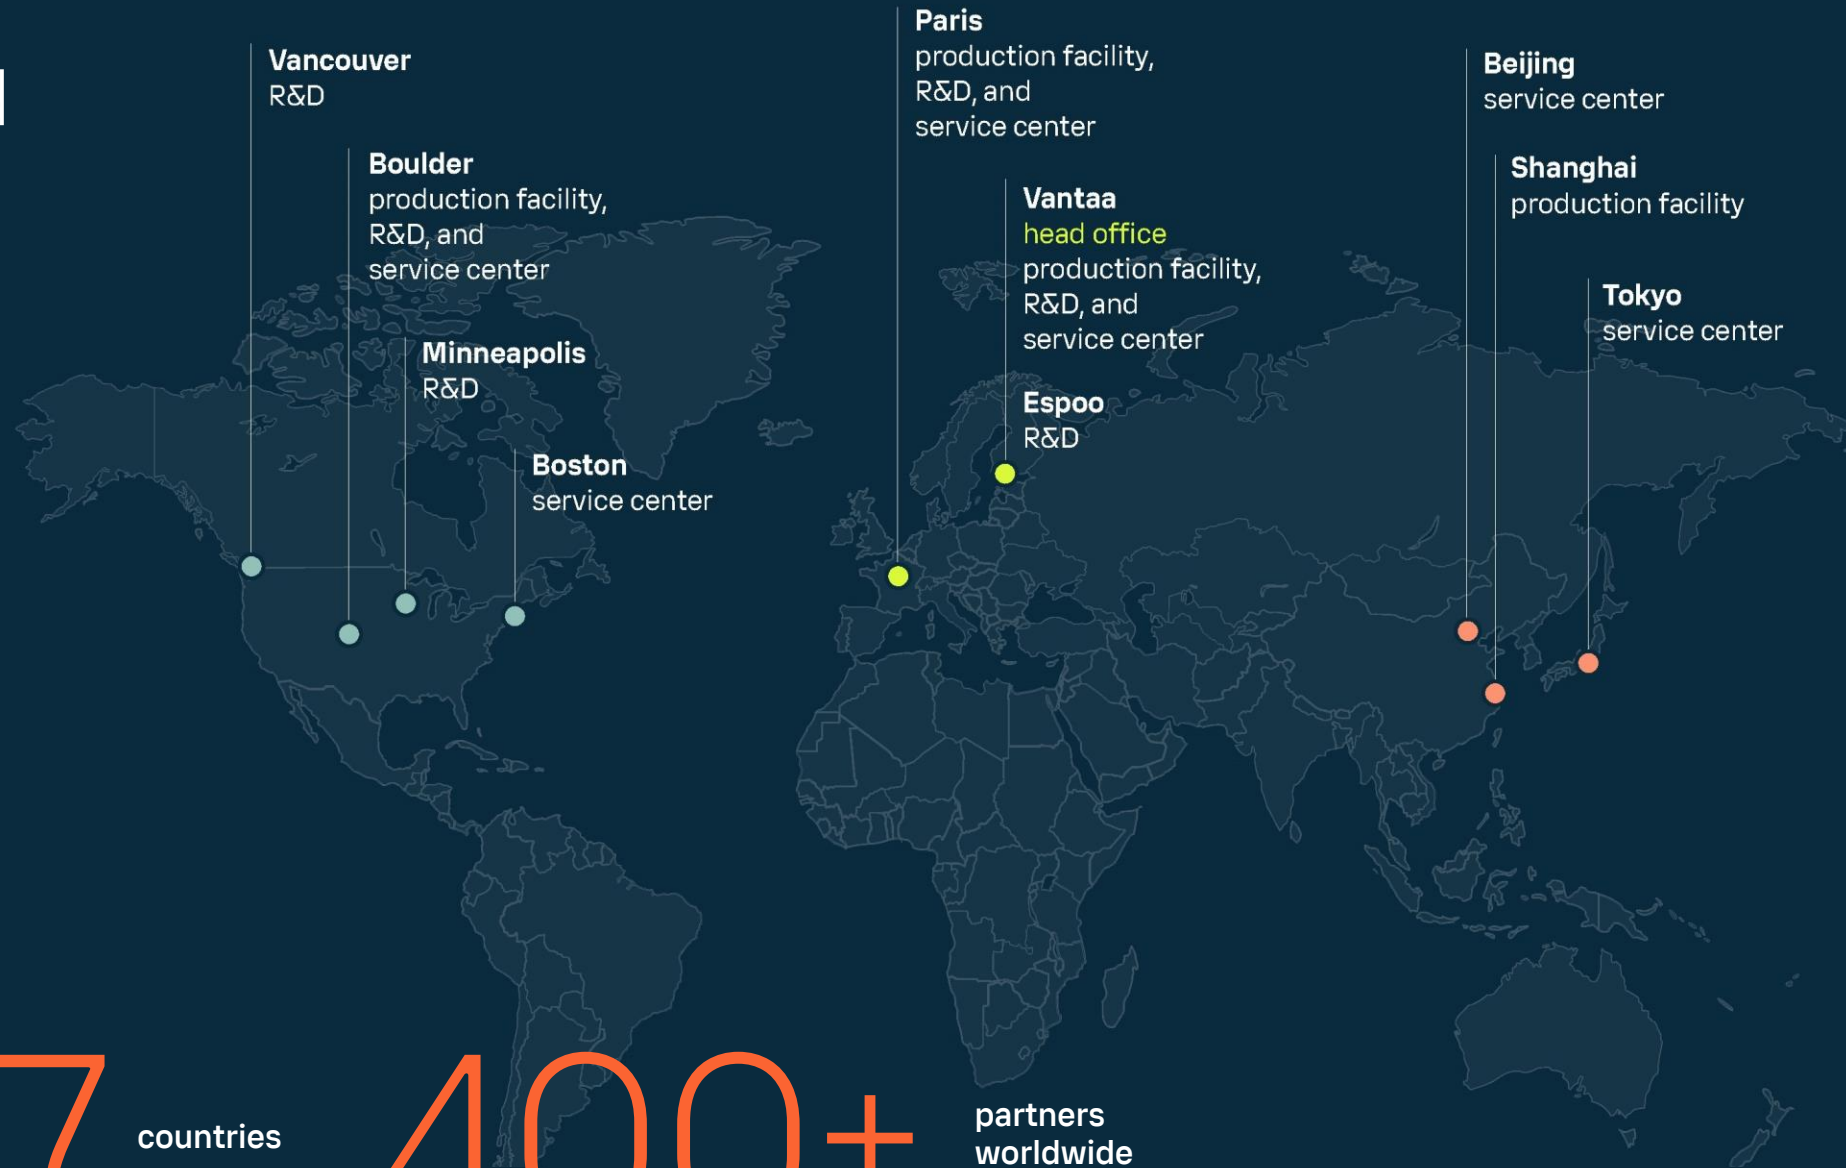 Vancouver
R&D
Boulder
production facility,
R&D, and
service center
Minneapolis
R&D
Boston
service center
Paris
production facility,
R&D, and
service center
Vantaa
head office
production facility,
R&D, and
service center
Espoo
R&D
Beijing
service center
Shanghai
production facility
Tokyo
service center
7 countries
400+ partners
worldwide